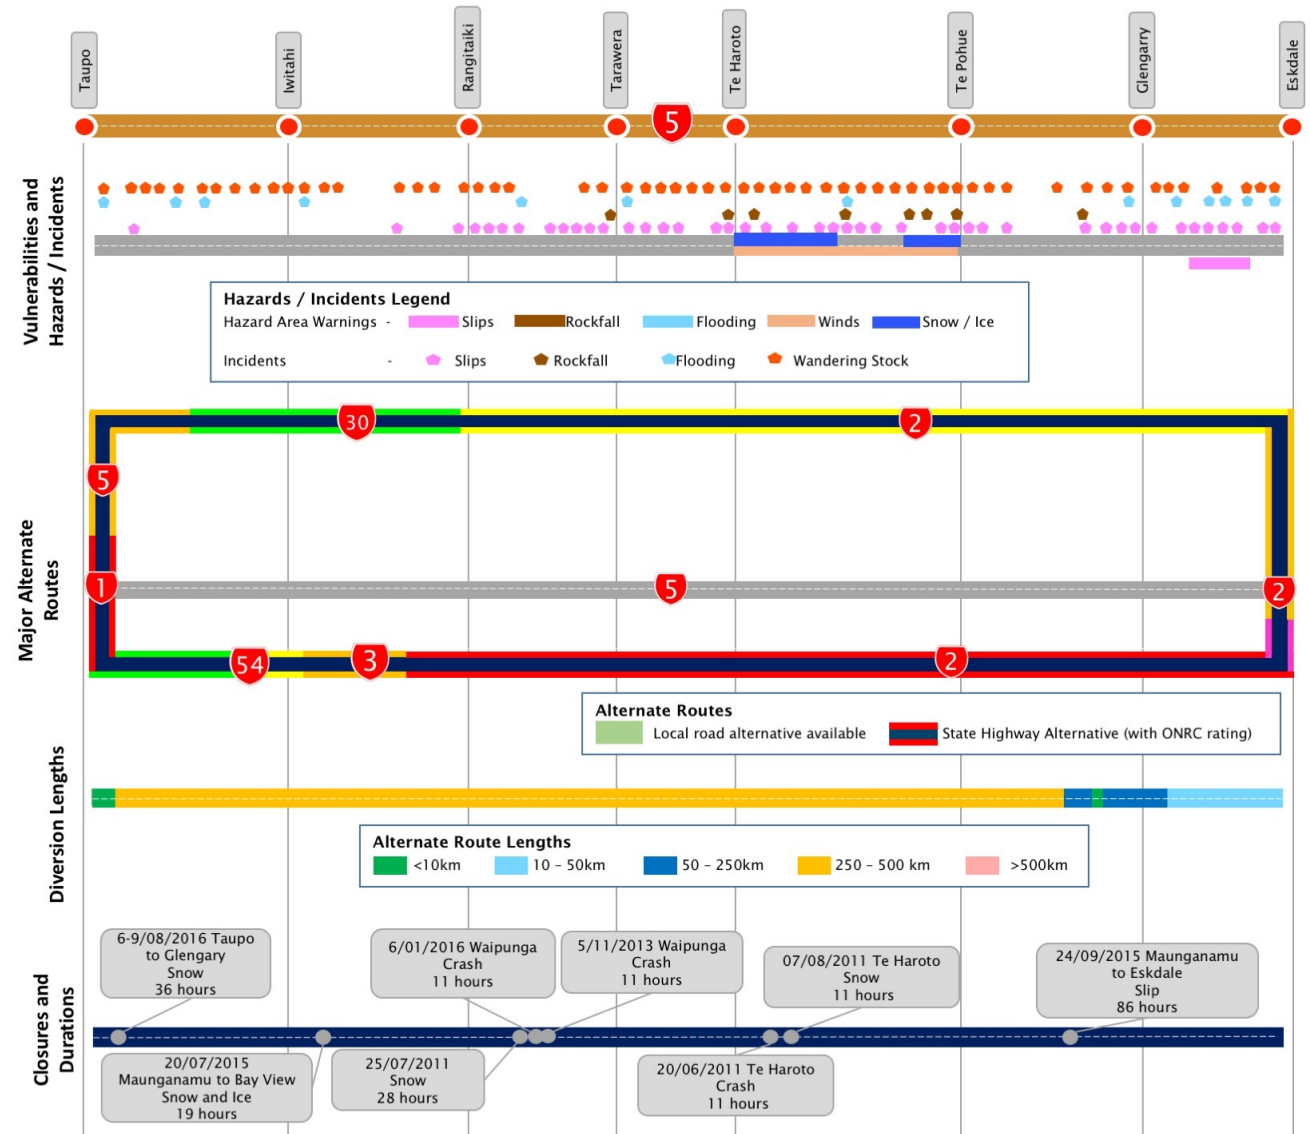 Taupo
Iwitahi
Rangitaiki
Tarawera
Te Haroto
Te Pohue
Glengarry
Eskdale
5
Vulnerabilities and
Hazards / Incidents
Hazards / Incidents Legend
Hazard Area Warnings - Slips Rockfall Flooding Winds Snow / Ice
Incidents - Slips Rockfall Flooding Wandering Stock
Major Alternate
Routes
30
2
5
1
5
2
54
3
2
Alternate Routes
Local road alternative available State Highway Alternative (with ONRC rating)
Diversion Lengths
Alternate Route Lengths
<10km 10 – 50km 50 – 250km 250 – 500 km >500km
Closures and
Durations
6-9/08/2016 Taupo
to Glengary
Snow
36 hours
6/01/2016 Waipunga
Crash
11 hours
5/11/2013 Waipunga
Crash
11 hours
07/08/2011 Te Haroto
Snow
11 hours
24/09/2015 Maunganamu
to Eskdale
Slip
86 hours
20/07/2015
Maunganamu to Bay View
Snow and Ice
19 hours
25/07/2011
Snow
28 hours
20/06/2011 Te Haroto
Crash
11 hours